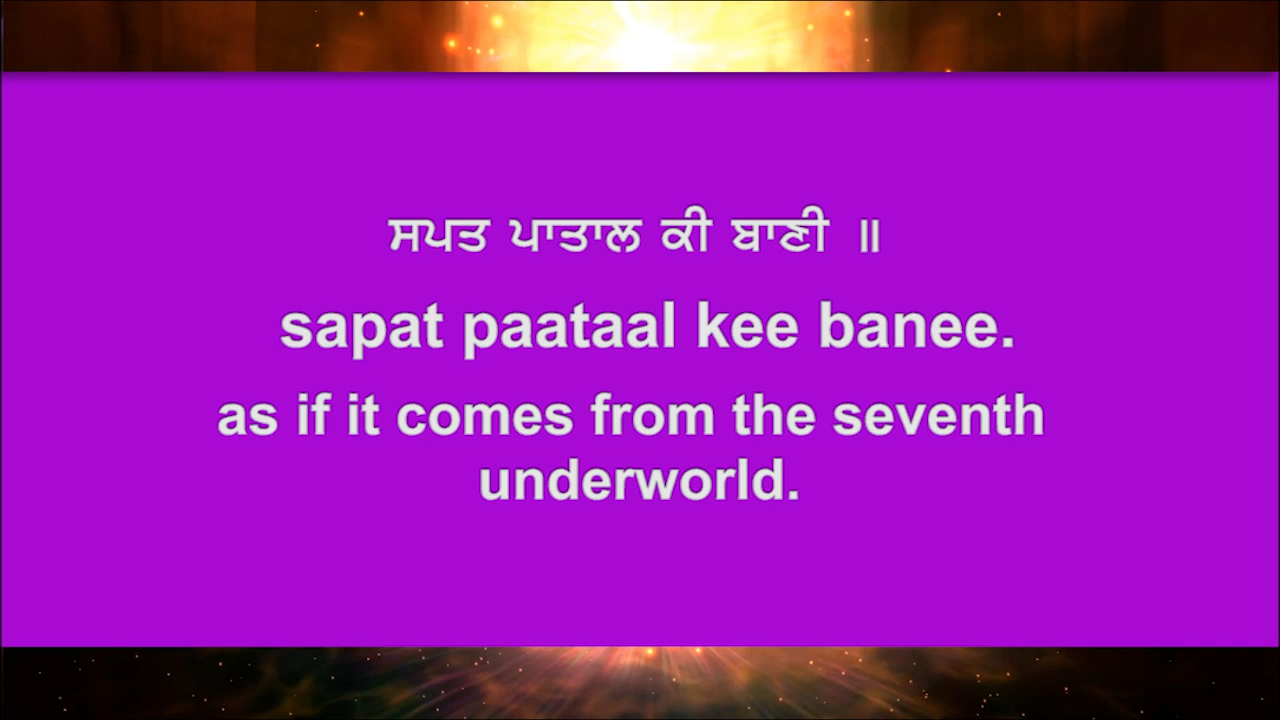 ਸਪਤ ਪਾਤਾਲ ਕੀ ਬਾਣੀ ॥
sapat paataal kee banee.
as if it comes from the seventh
underworld.